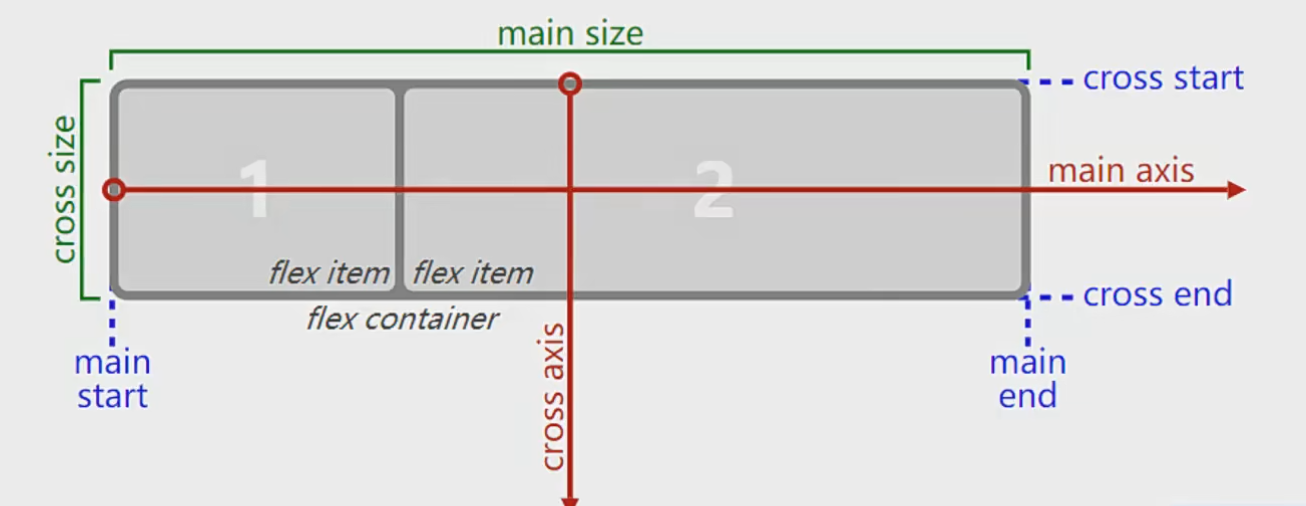 main size
cross start
cross size
1
2
main axis
flex item
flex item
cross end
flex container
cross axis
main
start
main
end